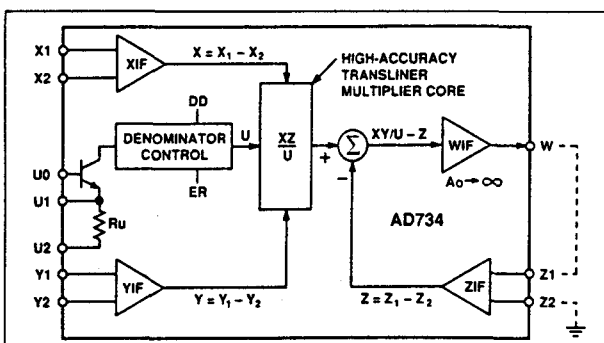 X1
X2
XIF
X = X₁ – X₂
HIGH-ACCURACY
TRANSLINER
MULTIPLIER CORE
DD
DENOMINATOR
CONTROL
ER
U
XZ
U
+
Σ
–
XY/U – Z
WIF
Ao → ∞
W
AD734
U0
U1
Ru
U2
Y1
Y2
YIF
Y = Y₁ – Y₂
Z = Z₁ – Z₂
ZIF
Z1
Z2